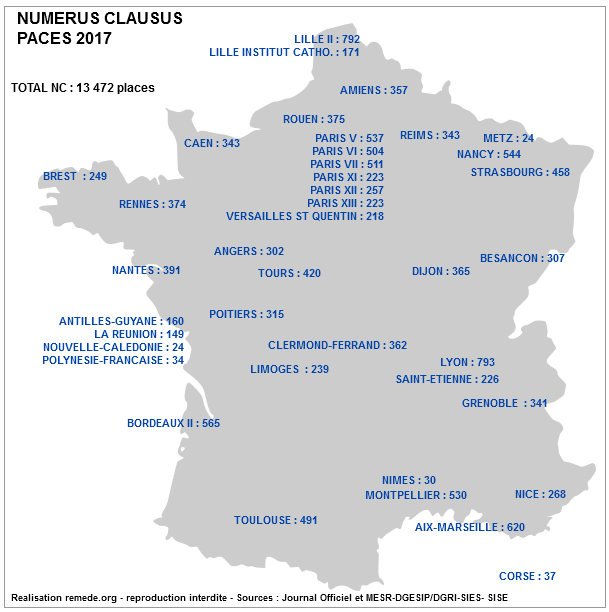 NUMERUS CLAUSUS
PACES 2017
TOTAL NC : 13 472 places
LILLE II : 792
LILLE INSTITUT CATHO. : 171
AMIENS : 357
ROUEN : 375
CAEN : 343
PARIS V : 537
PARIS VI : 504
PARIS VII : 511
PARIS XI : 223
PARIS XII : 257
PARIS XIII : 223
VERSAILLES ST QUENTIN : 218
REIMS : 343
METZ : 24
NANCY : 544
STRASBOURG : 458
BREST : 249
RENNES : 374
ANGERS : 302
NANTES : 391
TOURS : 420
DIJON : 365
BESANCON : 307
POITIERS : 315
ANTILLES-GUYANE : 160
LA REUNION : 149
NOUVELLE-CALEDONIE : 24
POLYNESIE-FRANCAISE : 34
CLERMOND-FERRAND : 362
LIMOGES : 239
LYON : 793
SAINT-ETIENNE : 226
GRENOBLE : 341
BORDEAUX II : 565
NIMES : 30
MONTPELLIER : 530
NICE : 268
TOULOUSE : 491
AIX-MARSEILLE : 620
CORSE : 37
Realisation remede.org - reproduction interdite - Sources : Journal Officiel et MESR-DGESIP/DGRI-SIES- SISE